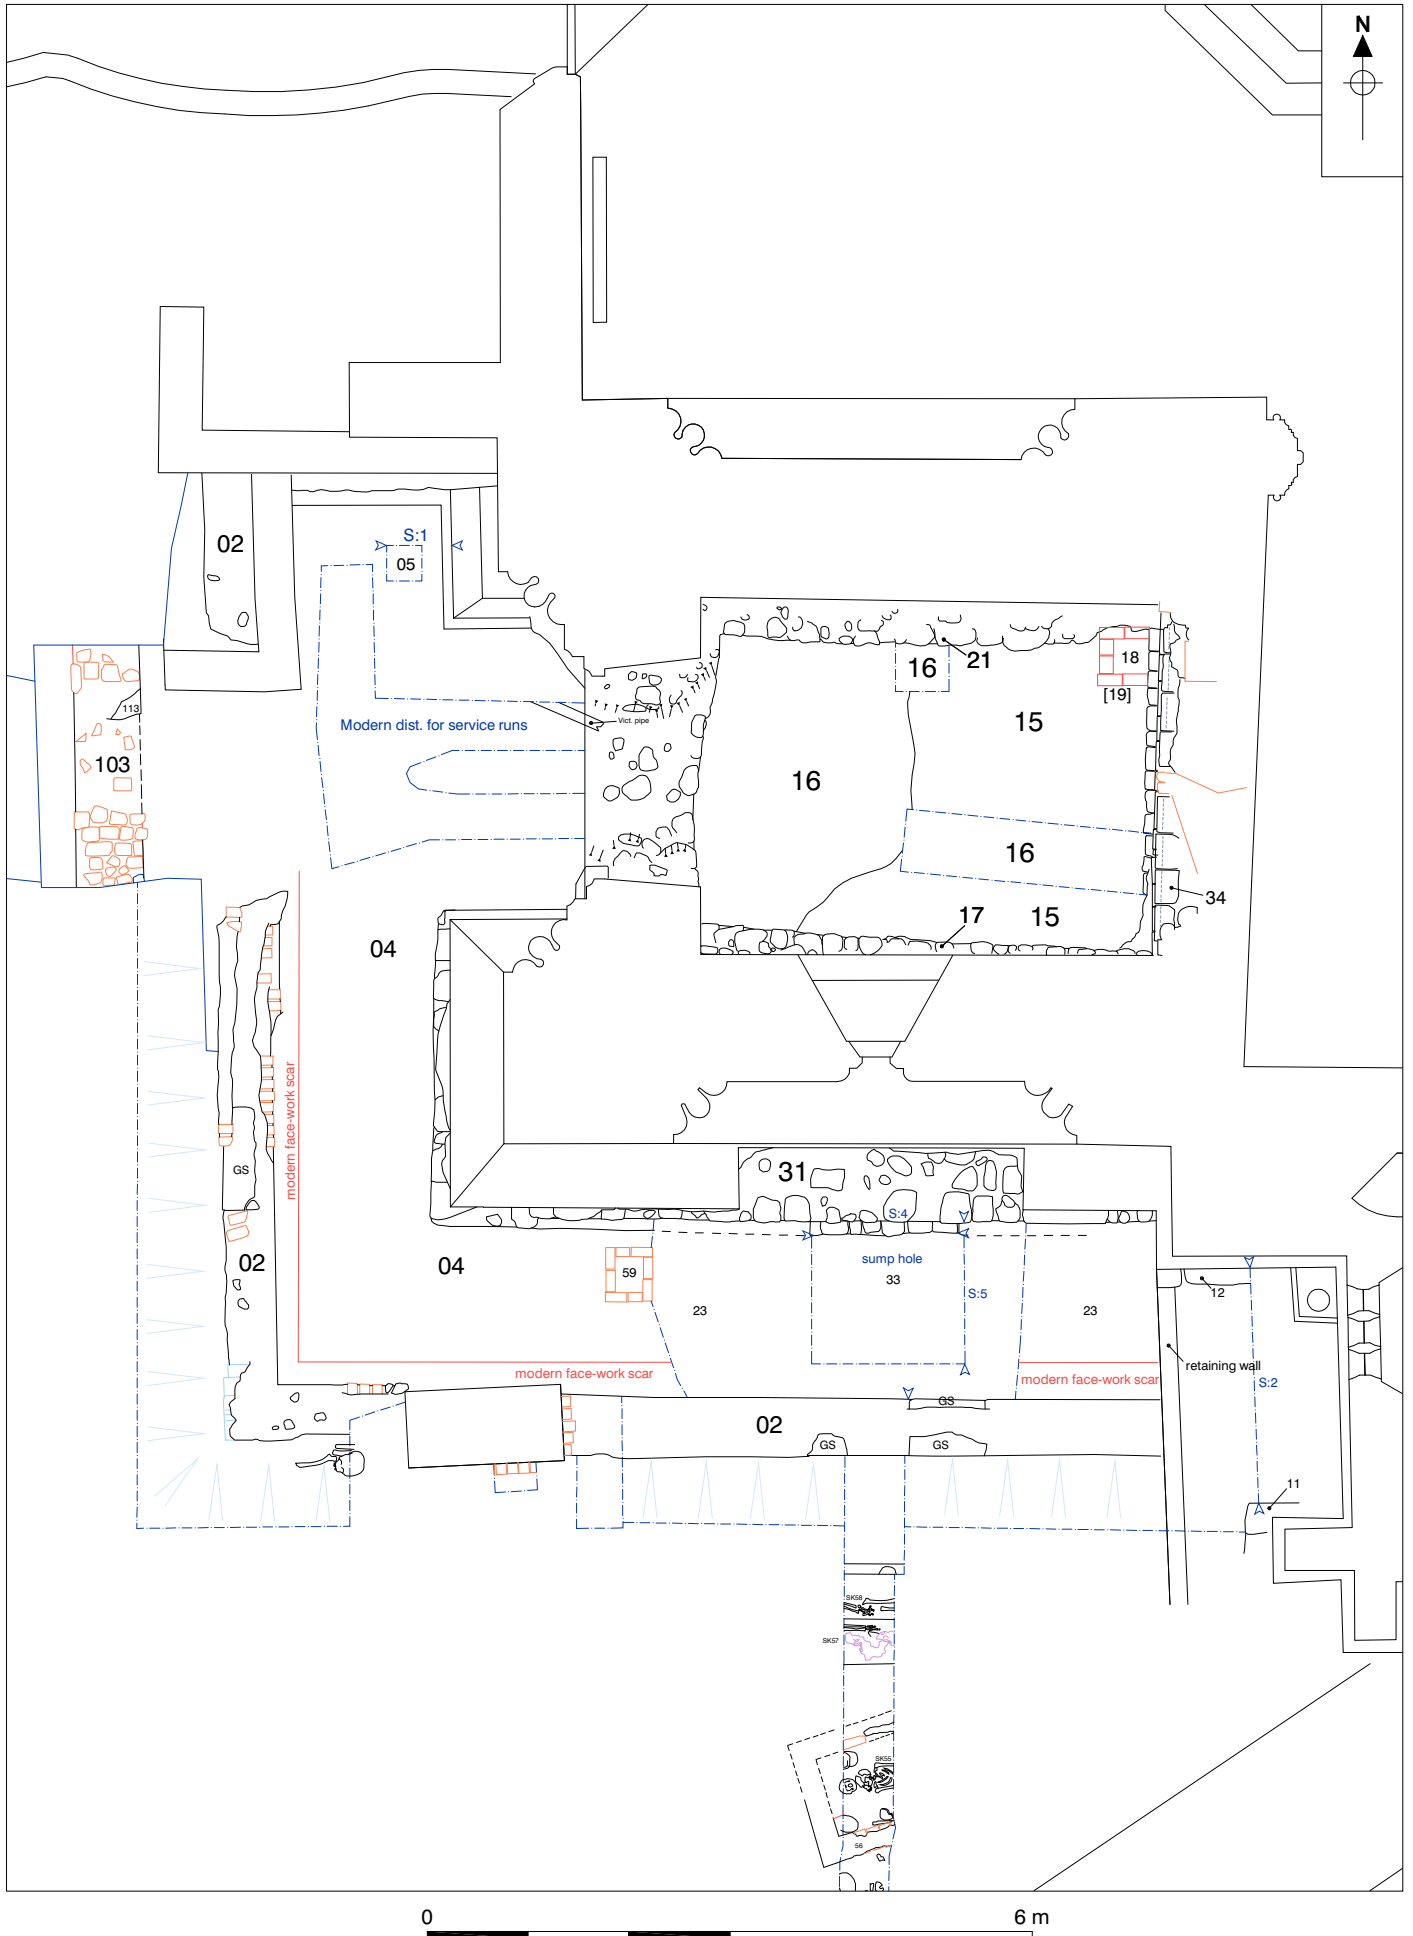 N
S:1
02
05
16
21
18
[19]
113
Vict. pipe
Modern dist. for service runs
15
103
16
16
34
17
15
04
modern face-work scar
GS
31
S:4
02
04
sump hole
59
33
12
S:5
23
23
retaining wall
modern face-work scar
modern face-work scar
S:2
GS
02
GS
GS
11
SK58
SK57
SK55
56
0
6 m